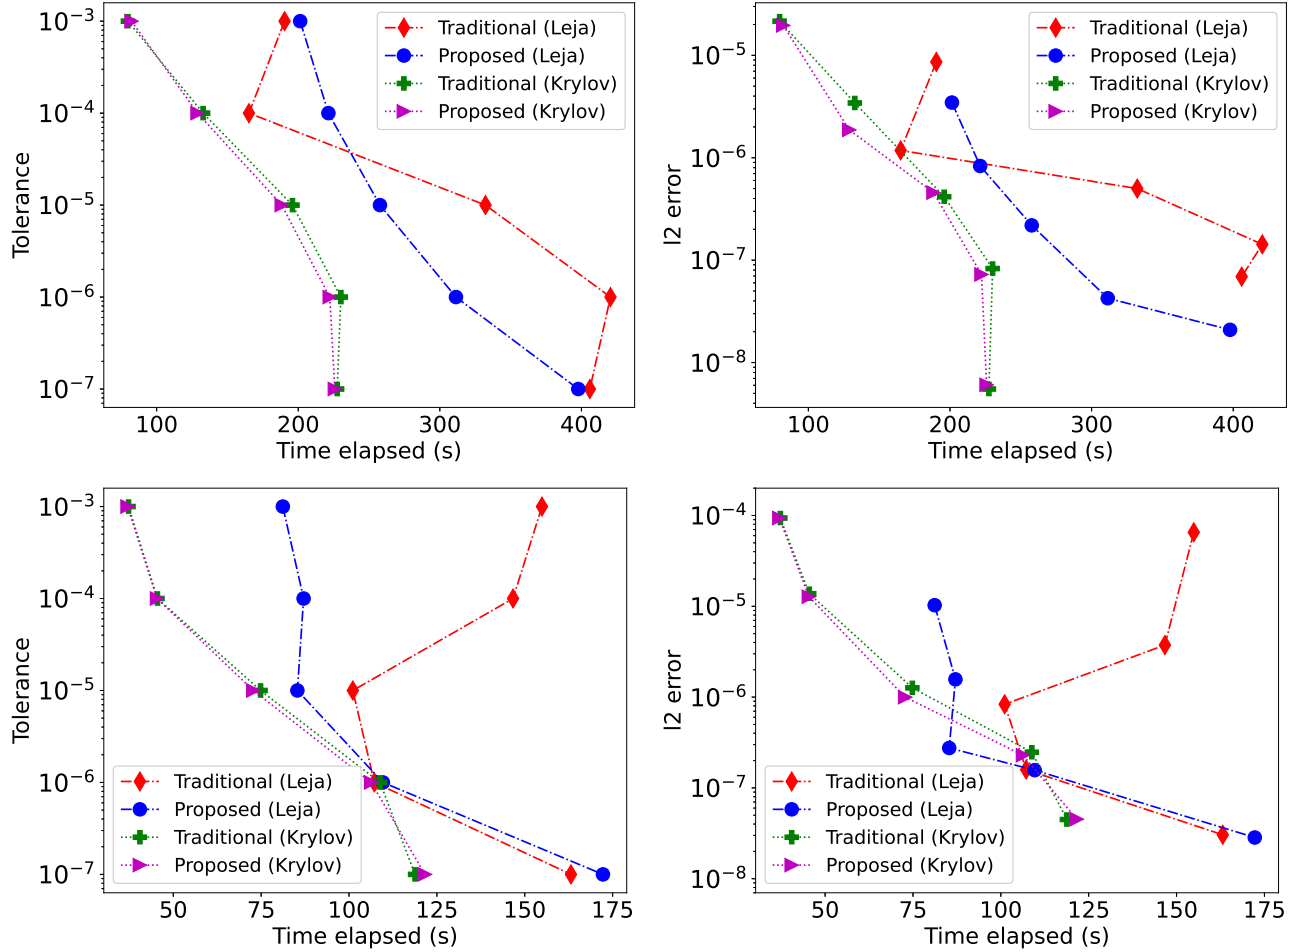 10⁻³
10⁻⁴
10⁻⁵
10⁻⁶
10⁻⁷
Tolerance
100
200
300
400
Time elapsed (s)
Traditional (Leja)
Proposed (Leja)
Traditional (Krylov)
Proposed (Krylov)
10⁻⁵
10⁻⁶
10⁻⁷
10⁻⁸
l2 error
100
200
300
400
Time elapsed (s)
Traditional (Leja)
Proposed (Leja)
Traditional (Krylov)
Proposed (Krylov)
10⁻³
10⁻⁴
10⁻⁵
10⁻⁶
10⁻⁷
Tolerance
50
75
100
125
150
175
Time elapsed (s)
Traditional (Leja)
Proposed (Leja)
Traditional (Krylov)
Proposed (Krylov)
10⁻⁴
10⁻⁵
10⁻⁶
10⁻⁷
10⁻⁸
l2 error
50
75
100
125
150
175
Time elapsed (s)
Traditional (Leja)
Proposed (Leja)
Traditional (Krylov)
Proposed (Krylov)